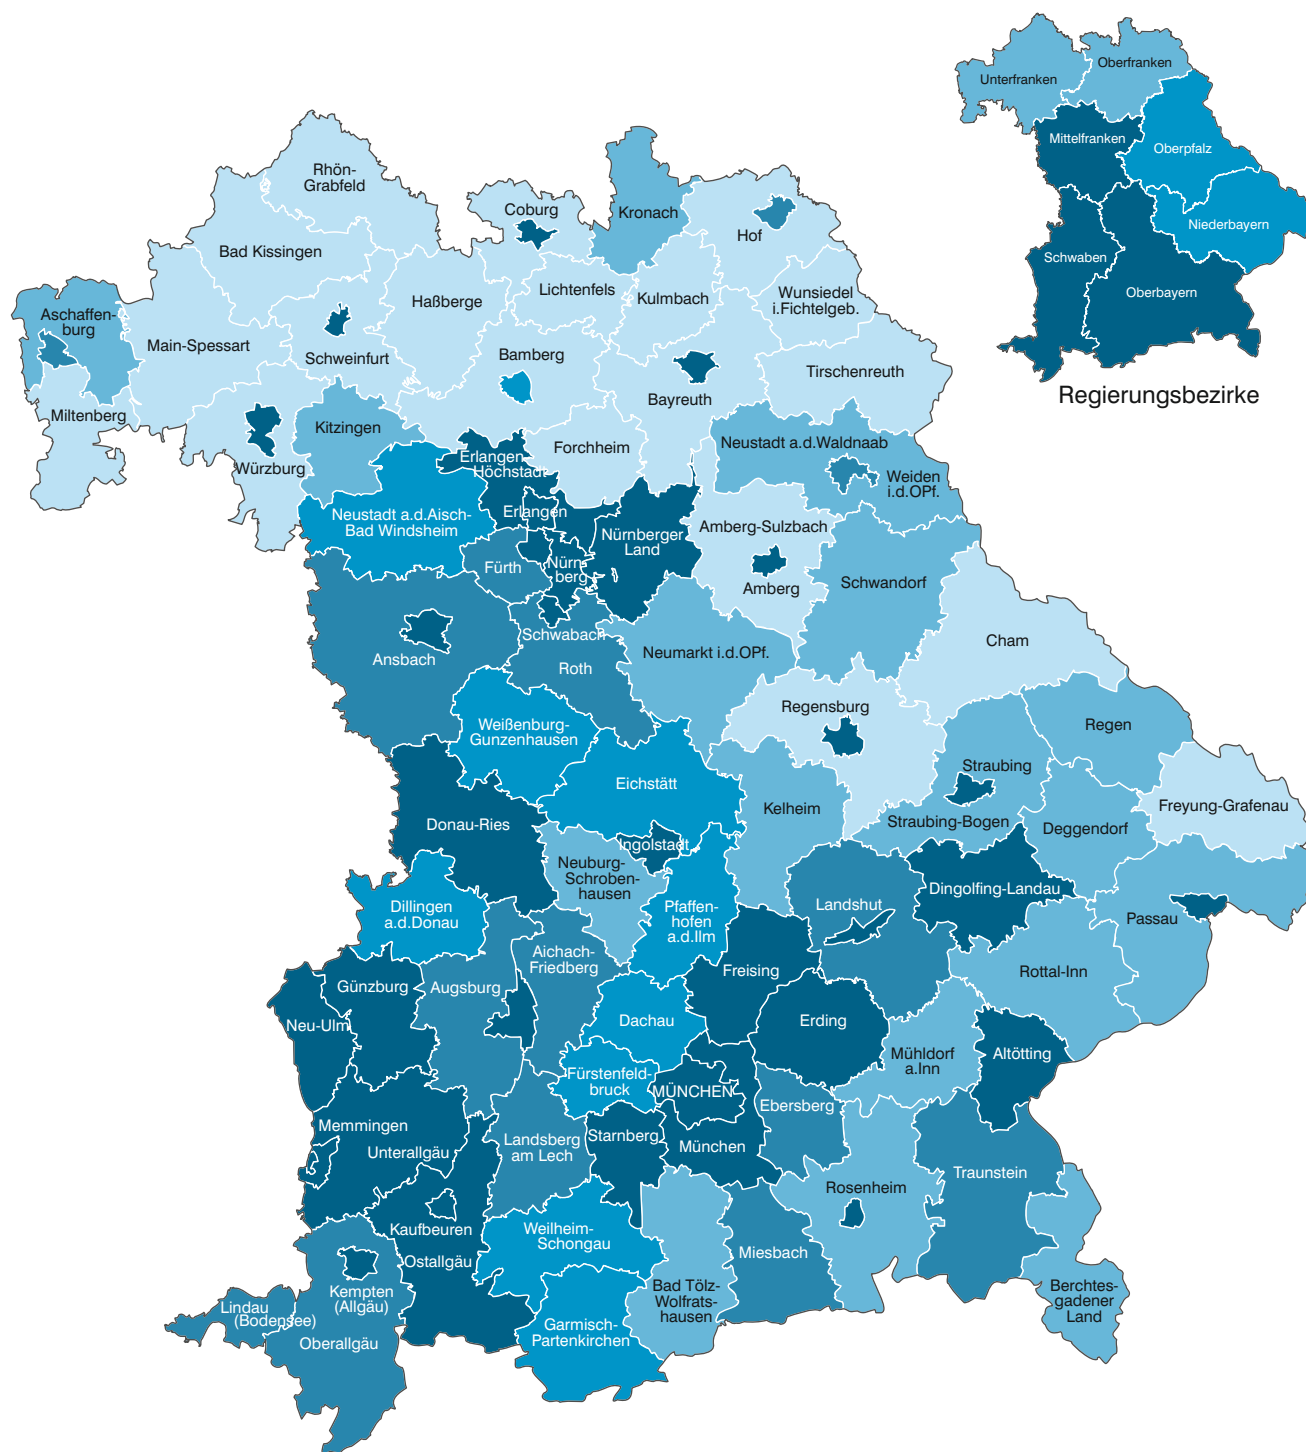 Unterfranken
Oberfranken
Mittelfranken
Oberpfalz
Niederbayern
Schwaben
Oberbayern
Regierungsbezirke
Rhön-
Grabfeld
Coburg
Kronach
Hof
Bad Kissingen
Haßberge
Lichtenfels
Kulmbach
Wunsiedel
i.Fichtelgeb.
Aschaffen-
burg
Main-Spessart
Schweinfurt
Bamberg
Bayreuth
Tirschenreuth
Miltenberg
Kitzingen
Würzburg
Forchheim
Erlangen-
Höchstadt
Neustadt a.d.Waldnaab
Weiden
i.d.OPf.
Neustadt a.d.Aisch-
Bad Windsheim
Erlangen
Nürnberger
Land
Amberg-Sulzbach
Fürth
Nürn-
berg
Amberg
Schwandorf
Ansbach
Schwabach
Roth
Neumarkt i.d.OPf.
Cham
Weißenburg-
Gunzenhausen
Regensburg
Regen
Eichstätt
Straubing
Kelheim
Freyung-Grafenau
Donau-Ries
Straubing-Bogen
Deggendorf
Ingolstadt
Neuburg-
Schroben-
hausen
Dingolfing-Landau
Dillingen
a.d.Donau
Pfaffen-
hofen
a.d.Ilm
Landshut
Passau
Aichach-
Friedberg
Freising
Rottal-Inn
Günzburg
Augsburg
Neu-Ulm
Dachau
Erding
Mühldorf
a.Inn
Altötting
Fürstenfeld-
bruck
MÜNCHEN
Ebersberg
Memmingen
Unterallgäu
Landsberg
am Lech
Starnberg
München
Traunstein
Rosenheim
Kaufbeuren
Ostallgäu
Weilheim-
Schongau
Miesbach
Kempten
(Allgäu)
Bad Tölz-
Wolfrats-
hausen
Berchtes-
gadener
Land
Lindau
(Bodensee)
Oberallgäu
Garmisch-
Partenkirchen